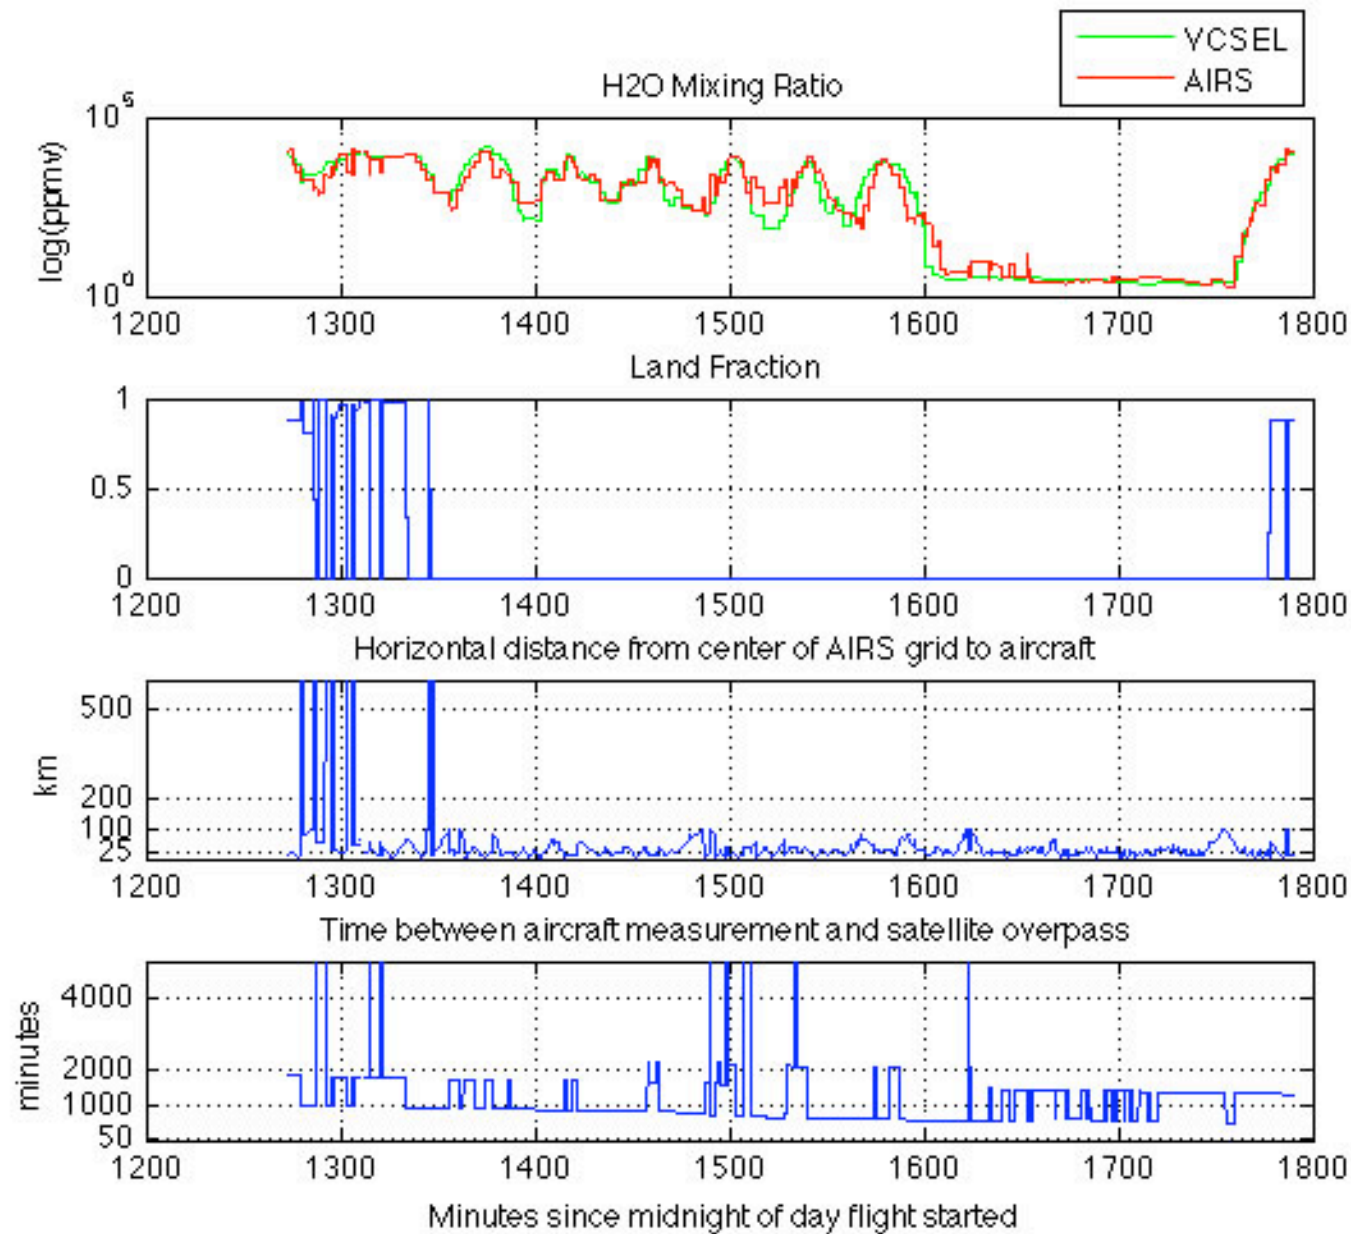 VCSEL
AIRS
H2O Mixing Ratio
10^5
log(ppmv)
10^0
1200 1300 1400 1500 1600 1700 1800
Land Fraction
1
0.5
0
1200 1300 1400 1500 1600 1700 1800
Horizontal distance from center of AIRS grid to aircraft
500
km
200
100
25
1200 1300 1400 1500 1600 1700 1800
Time between aircraft measurement and satellite overpass
4000
minutes
2000
1000
50
1200 1300 1400 1500 1600 1700 1800
Minutes since midnight of day flight started